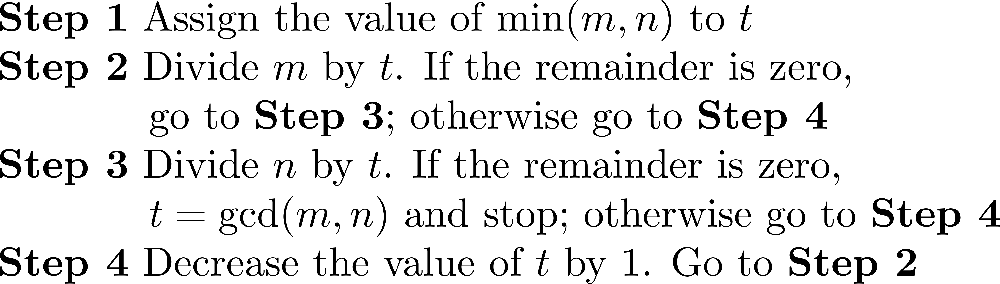 Step 1 Assign the value of min(m, n) to t
Step 2 Divide m by t. If the remainder is zero,
go to Step 3; otherwise go to Step 4
Step 3 Divide n by t. If the remainder is zero,
t = gcd(m, n) and stop; otherwise go to Step 4
Step 4 Decrease the value of t by 1. Go to Step 2